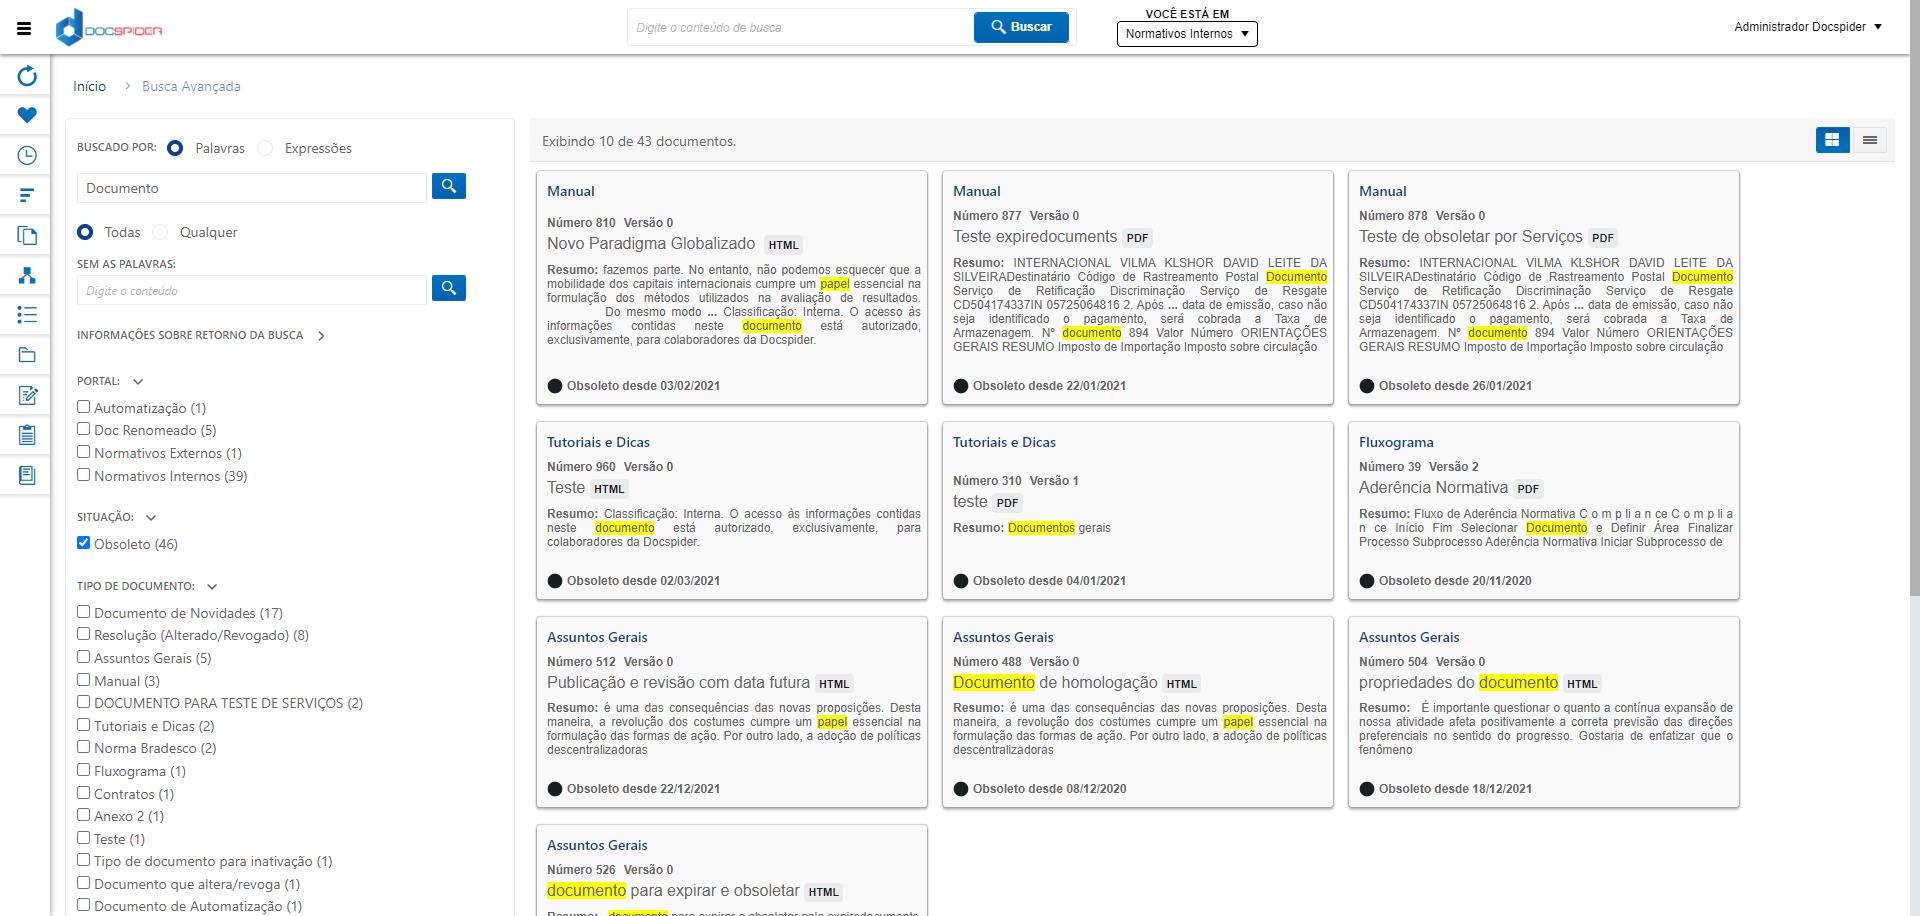 DOCSPIDER
Digite o conteúdo de busca
Buscar
VOCÊ ESTÁ EM
Normativos Internos
Administrador Docspider
Início > Busca Avançada
BUSCADO POR: Palavras Expressões
Documento
Todas Qualquer
SEM AS PALAVRAS:
Digite o conteúdo
INFORMAÇÕES SOBRE RETORNO DA BUSCA
PORTAL:
Automatização (1)
Doc Renomeado (5)
Normativos Externos (1)
Normativos Internos (39)
SITUAÇÃO:
Obsoleto (46)
TIPO DE DOCUMENTO:
Documento de Novidades (17)
Resolução (Alterado/Revogado) (8)
Assuntos Gerais (5)
Manual (3)
DOCUMENTO PARA TESTE DE SERVIÇOS (2)
Tutoriais e Dicas (2)
Norma Bradesco (2)
Fluxograma (1)
Contratos (1)
Anexo 2 (1)
Teste (1)
Tipo de documento para inativação (1)
Documento que altera/revoga (1)
Documento de Automatização (1)
Exibindo 10 de 43 documentos.
Manual
Número 810 Versão 0
Novo Paradigma Globalizado HTML
Resumo: fazemos parte. No entanto, não podemos esquecer que a
mobilidade dos capitais internacionais cumpre um papel essencial na
formulação dos métodos utilizados na avaliação de resultados.
Do mesmo modo ... Classificação: Interna. O acesso às
informações contidas neste documento está autorizado,
exclusivamente, para colaboradores da Docspider.
Obsoleto desde 03/02/2021
Manual
Número 877 Versão 0
Teste expiredocuments PDF
Resumo: INTERNACIONAL VILMA KLSHOR DAVID LEITE DA
SILVEIRADestinatário Código de Rastreamento Postal Documento
Serviço de Retificação Discriminação Serviço de Resgate
CD504174337IN 05725064816 2. Após ... data de emissão, caso não
seja identificado o pagamento, será cobrada a Taxa de
Armazenagem. Nº documento 894 Valor Número ORIENTAÇÕES
GERAIS RESUMO Imposto de Importação Imposto sobre circulação
Obsoleto desde 22/01/2021
Manual
Número 878 Versão 0
Teste de obsoletar por Serviços PDF
Resumo: INTERNACIONAL VILMA KLSHOR DAVID LEITE DA
SILVEIRADestinatário Código de Rastreamento Postal Documento
Serviço de Retificação Discriminação Serviço de Resgate
CD504174337IN 05725064816 2. Após ... data de emissão, caso não
seja identificado o pagamento, será cobrada a Taxa de
Armazenagem. Nº documento 894 Valor Número ORIENTAÇÕES
GERAIS RESUMO Imposto de Importação Imposto sobre circulação
Obsoleto desde 26/01/2021
Tutoriais e Dicas
Número 960 Versão 0
Teste HTML
Resumo: Classificação: Interna. O acesso às informações contidas
neste documento está autorizado, exclusivamente, para
colaboradores da Docspider.
Obsoleto desde 02/03/2021
Tutoriais e Dicas
Número 310 Versão 1
teste PDF
Resumo: Documentos gerais
Obsoleto desde 04/01/2021
Fluxograma
Número 39 Versão 2
Aderência Normativa PDF
Resumo: Fluxo de Aderência Normativa C o m p li a n ce C o m p li a
n ce Início Fim Selecionar Documento e Definir Área Finalizar
Processo Subprocesso Aderência Normativa Iniciar Subprocesso de
Obsoleto desde 20/11/2020
Assuntos Gerais
Número 512 Versão 0
Publicação e revisão com data futura HTML
Resumo: é uma das consequências das novas proposições. Desta
maneira, a revolução dos costumes cumpre um papel essencial na
formulação das formas de ação. Por outro lado, a adoção de políticas
descentralizadoras
Obsoleto desde 22/12/2021
Assuntos Gerais
Número 488 Versão 0
Documento de homologação HTML
Resumo: é uma das consequências das novas proposições. Desta
maneira, a revolução dos costumes cumpre um papel essencial na
formulação das formas de ação. Por outro lado, a adoção de políticas
descentralizadoras
Obsoleto desde 08/12/2020
Assuntos Gerais
Número 504 Versão 0
propriedades do documento HTML
Resumo: É importante questionar o quanto a contínua expansão de
nossa atividade afeta positivamente a correta previsão das direções
preferenciais no sentido do progresso. Gostaria de enfatizar que o
fenômeno
Obsoleto desde 18/12/2021
Assuntos Gerais
Número 526 Versão 0
documento para expirar e obsoletar HTML
Resumo: documento para expirar e obsoletar pelo expiredocuments